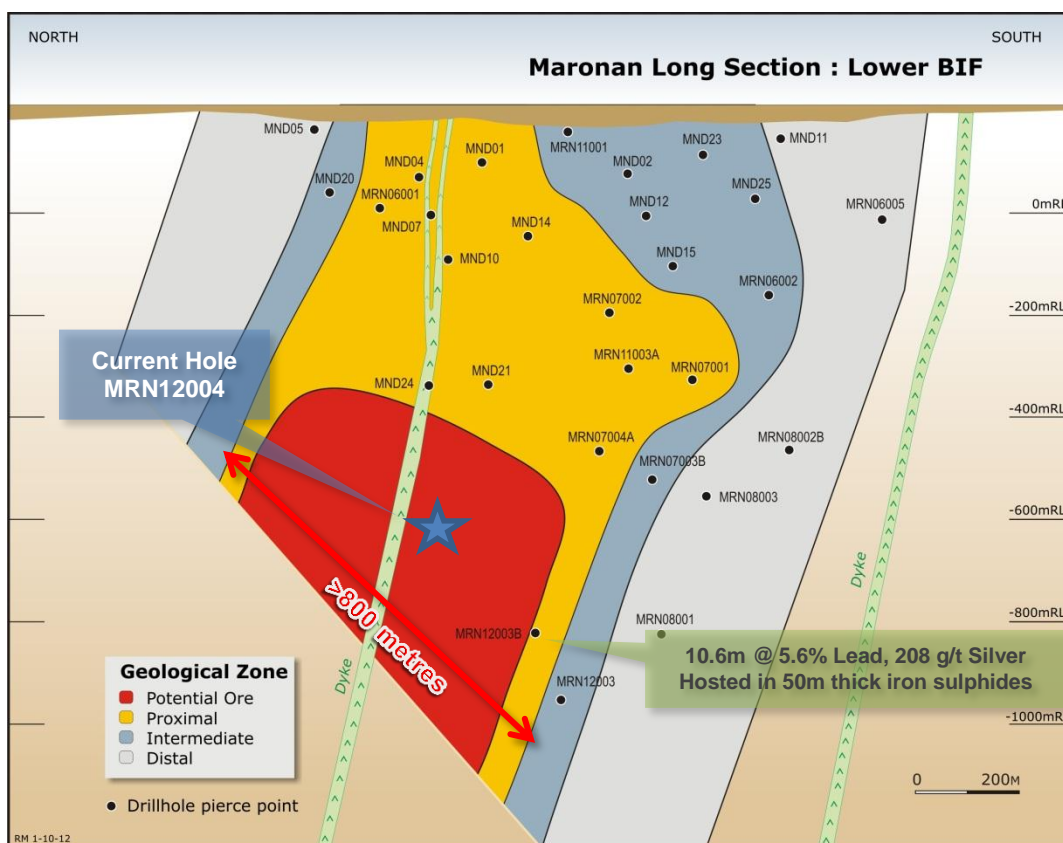 NORTH
SOUTH
Maronan Long Section : Lower BIF
MND05
MRN11001
MND23
MND11
MND01
MND04
MND02
MND20
MRN06001
MND25
MRN06005
0mRL
MND07
MND12
MND14
MND10
MND15
MRN06002
-200mRL
MRN07002
Current Hole
MRN12004
MRN11003A
MRN07001
MND24
MND21
-400mRL
MRN07004A
MRN08002B
MRN07003B
MRN08003
-600mRL
Dyke
>800 metres
-800mRL
MRN12003B
MRN08001
10.6m @ 5.6% Lead, 208 g/t Silver
Hosted in 50m thick iron sulphides
Dyke
MRN12003
-1000mRL
Geological Zone
Potential Ore
Proximal
Intermediate
Distal
Drillhole pierce point
0 200M
RM 1-10-12